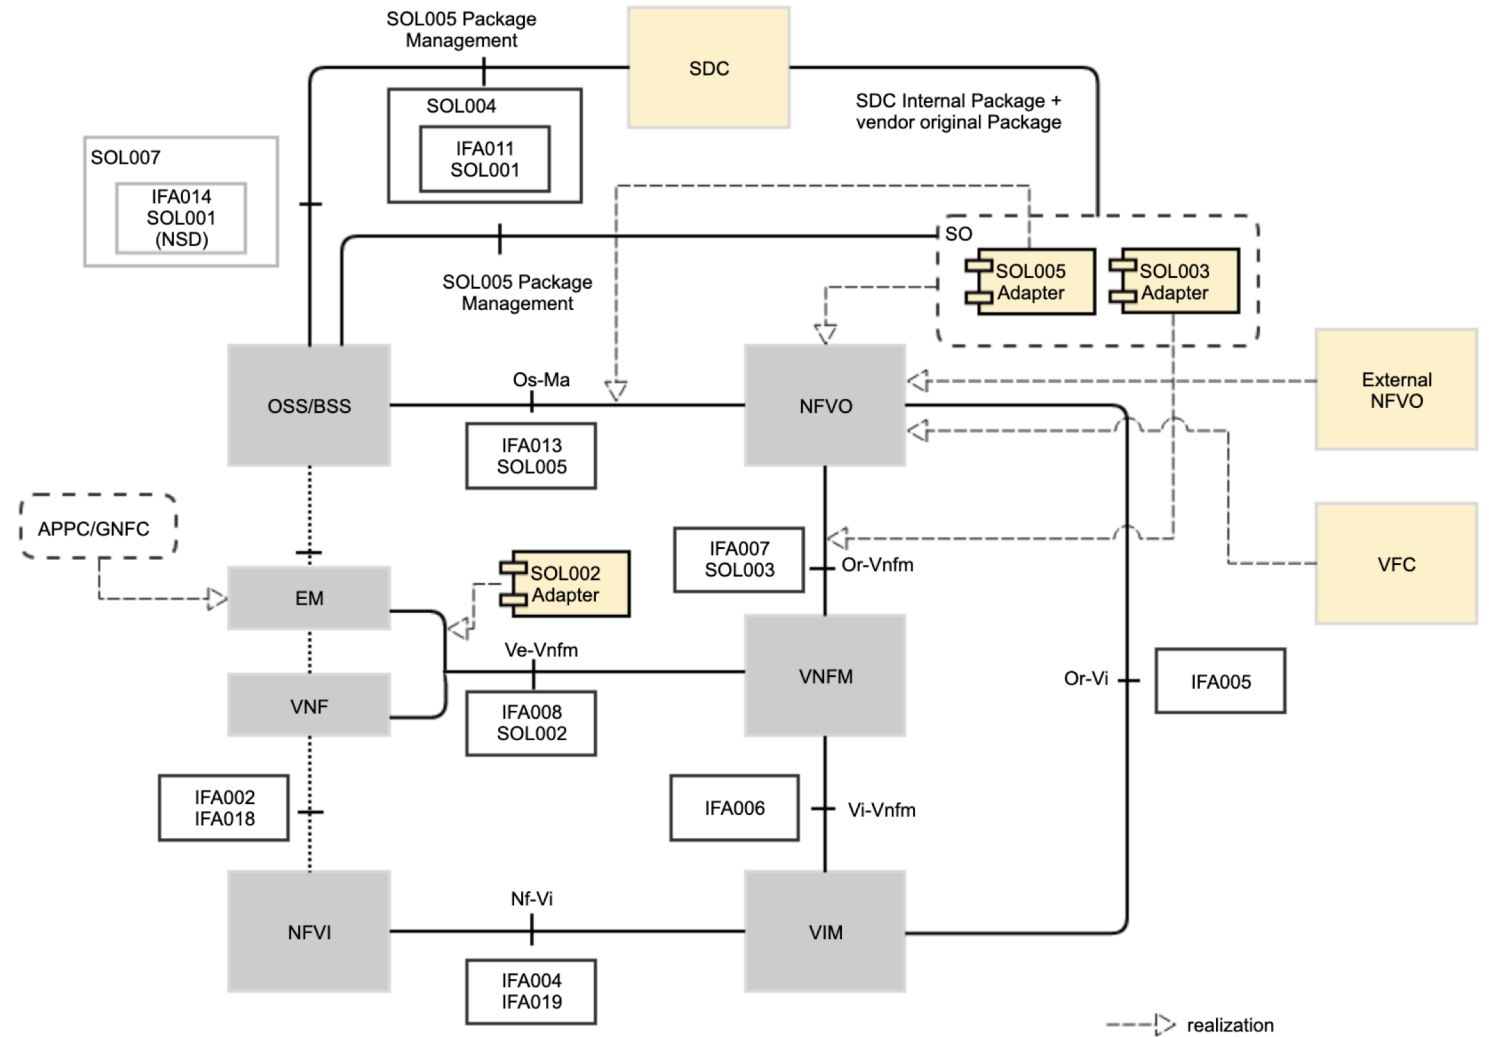 SOL005 Package
Management
SDC
SOL004
IFA011
SOL001
SDC Internal Package +
vendor original Package
SOL007
IFA014
SOL001
(NSD)
SO
SOL005
Adapter
SOL003
Adapter
SOL005 Package
Management
OSS/BSS
Os-Ma
IFA013
SOL005
NFVO
External
NFVO
APPC/GNFC
EM
SOL002
Adapter
IFA007
SOL003
Or-Vnfm
VFC
Ve-Vnfm
IFA008
SOL002
VNF
VNFM
Or-Vi
IFA005
IFA002
IFA018
IFA006
Vi-Vnfm
NFVI
Nf-Vi
IFA004
IFA019
VIM
realization